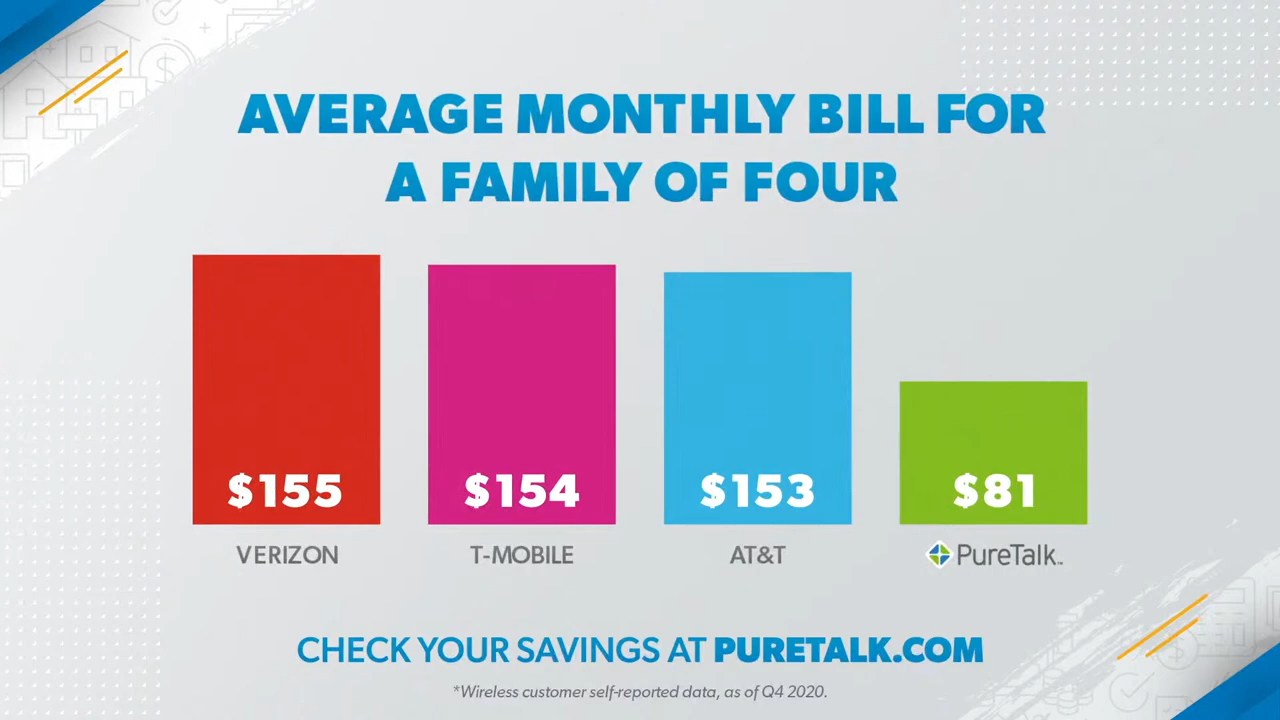 AVERAGE MONTHLY BILL FOR
A FAMILY OF FOUR
$155
$154
$153
$81
VERIZON
T-MOBILE
AT&T
PureTalk™
CHECK YOUR SAVINGS AT PURETALK.COM
*Wireless customer self-reported data, as of Q4 2020.